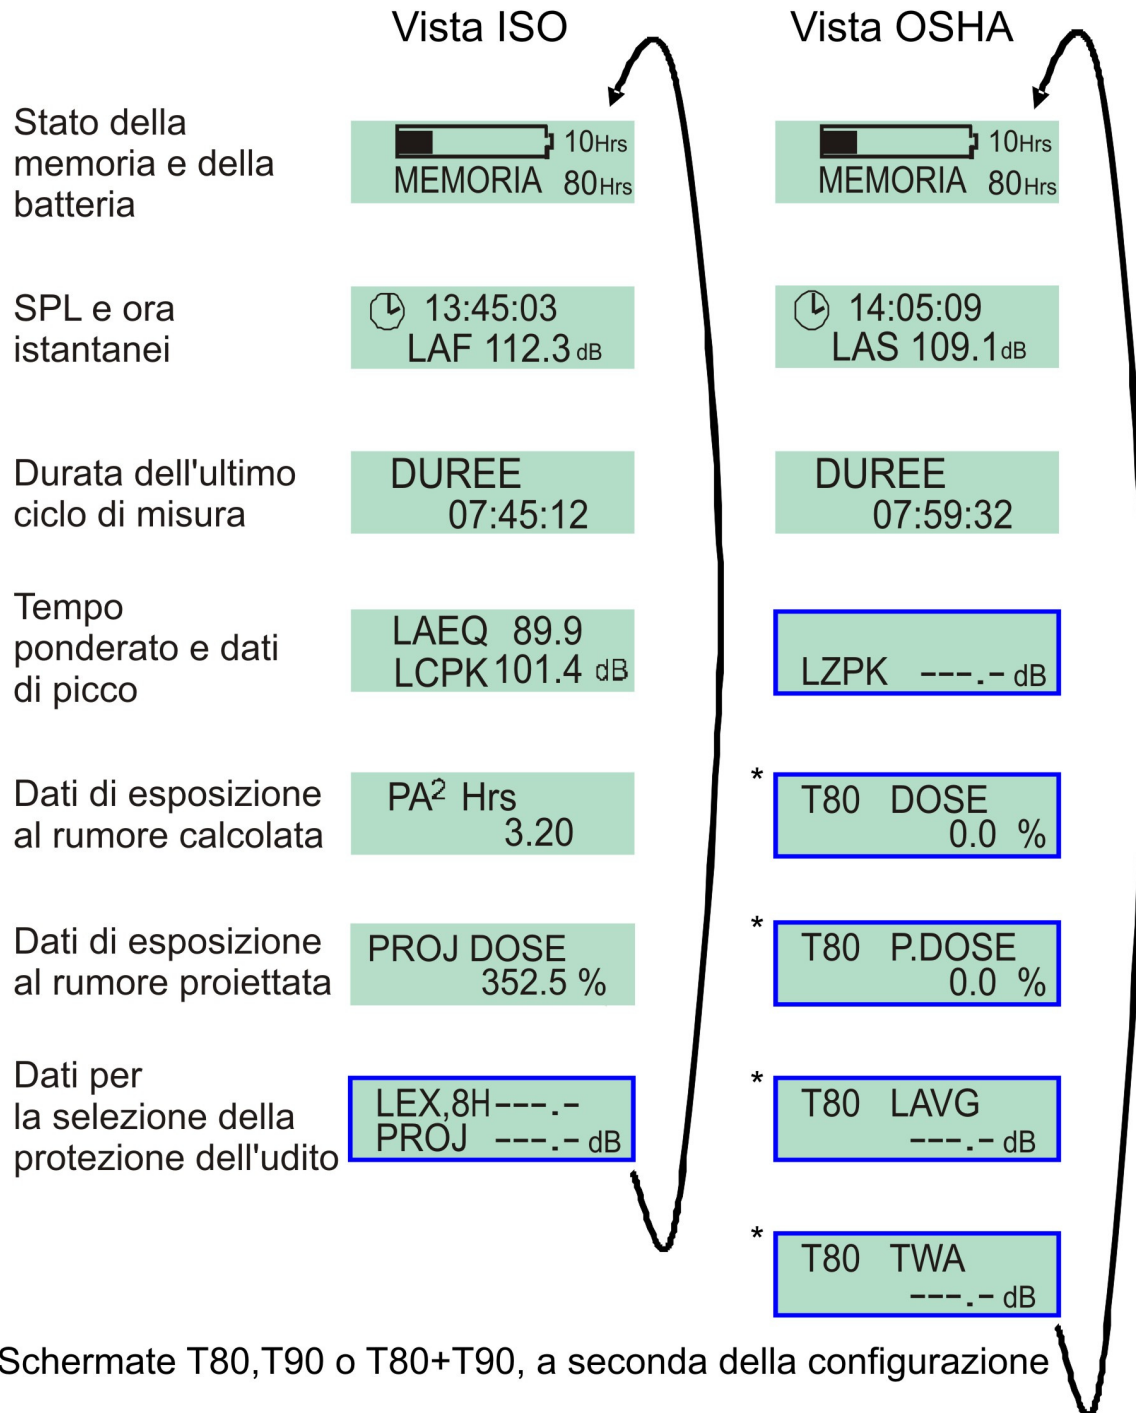 Vista ISO
Vista OSHA
Stato della
memoria e della
batteria
10Hrs
MEMORIA 80Hrs
10Hrs
MEMORIA 80Hrs
SPL e ora
istantanei
13:45:03
LAF 112.3 dB
14:05:09
LAS 109.1dB
Durata dell'ultimo
ciclo di misura
DUREE
07:45:12
DUREE
07:59:32
Tempo
ponderato e dati
di picco
LAEQ 89.9
LCPK 101.4 dB
LZPK ---.- dB
Dati di esposizione
al rumore calcolata
PA² Hrs
3.20
*
T80 DOSE
0.0 %
Dati di esposizione
al rumore proiettata
PROJ DOSE
352.5 %
*
T80 P.DOSE
0.0 %
Dati per
la selezione della
protezione dell'udito
LEX,8H---.-
PROJ ---.- dB
*
T80 LAVG
---.- dB
*
T80 TWA
---.- dB
Schermate T80,T90 o T80+T90, a seconda della configurazione